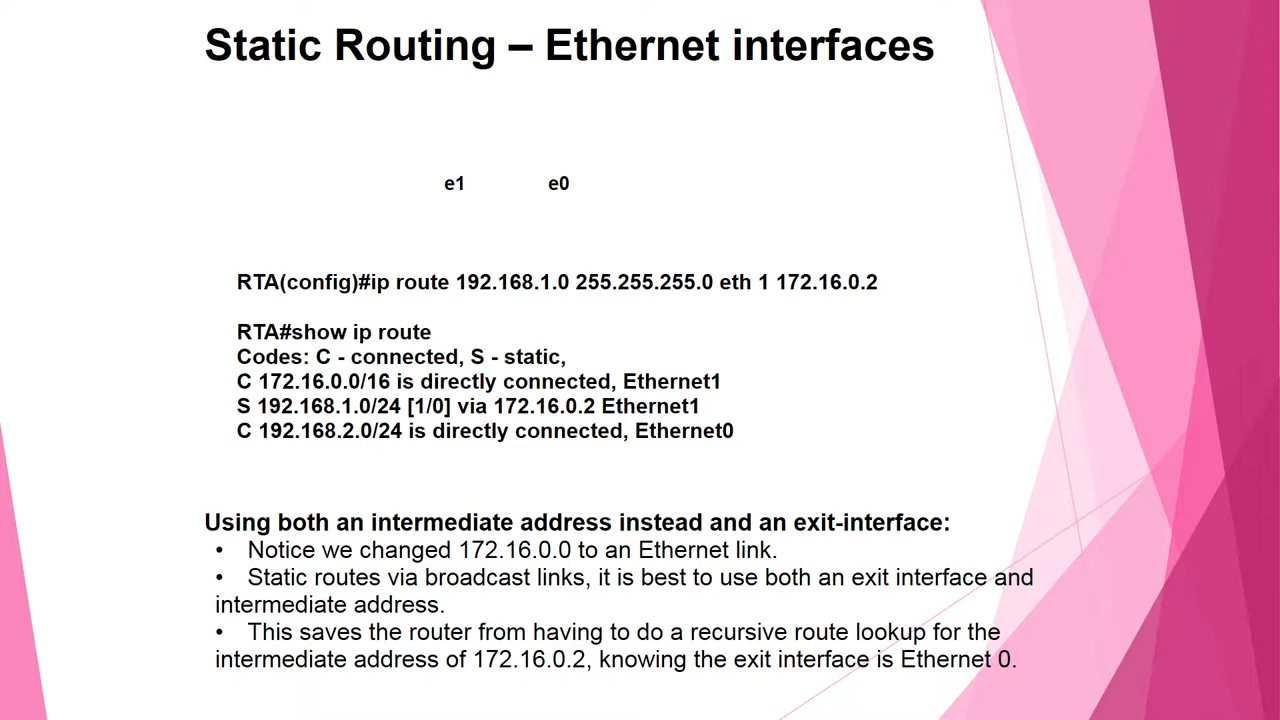 Static Routing – Ethernet interfaces
e1 e0
RTA(config)#ip route 192.168.1.0 255.255.255.0 eth 1 172.16.0.2
RTA#show ip route
Codes: C - connected, S - static,
C 172.16.0.0/16 is directly connected, Ethernet1
S 192.168.1.0/24 [1/0] via 172.16.0.2 Ethernet1
C 192.168.2.0/24 is directly connected, Ethernet0
Using both an intermediate address instead and an exit-interface:
• Notice we changed 172.16.0.0 to an Ethernet link.
• Static routes via broadcast links, it is best to use both an exit interface and
intermediate address.
• This saves the router from having to do a recursive route lookup for the
intermediate address of 172.16.0.2, knowing the exit interface is Ethernet 0.